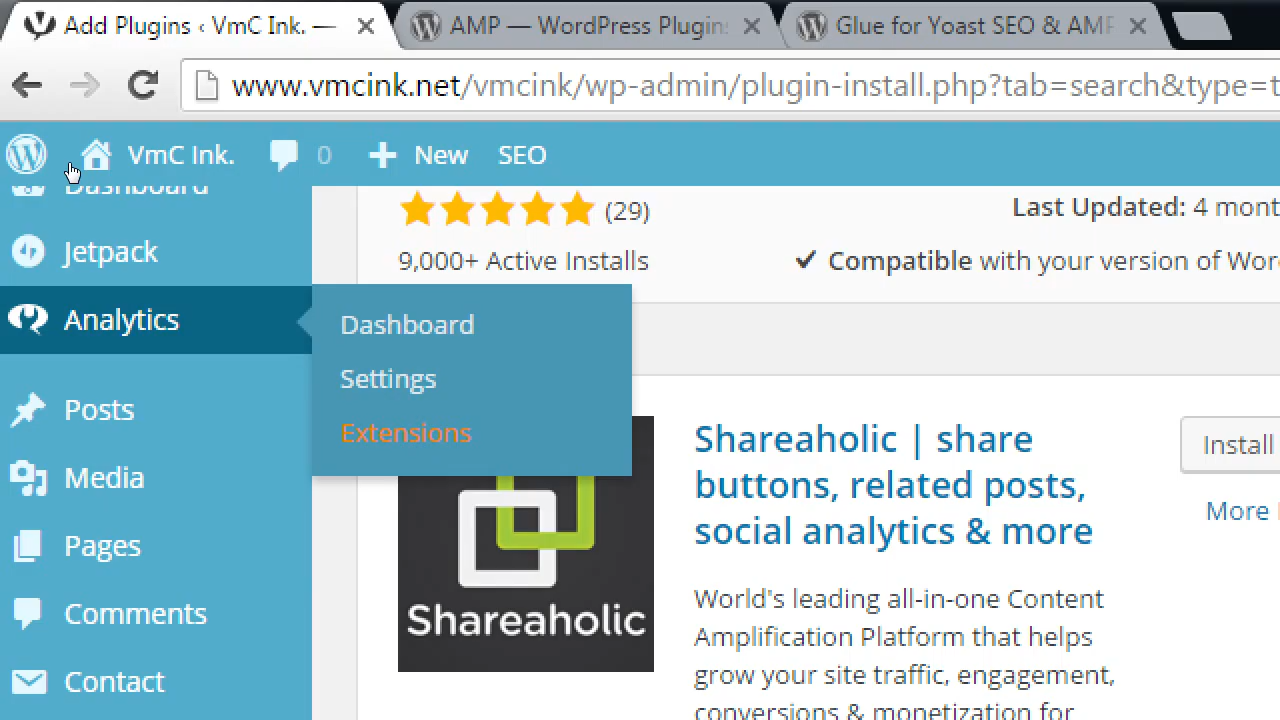 Add Plugins ‹ VmC Ink. —
AMP — WordPress Plugins
Glue for Yoast SEO & AMP
www.vmcink.net/vmcink/wp-admin/plugin-install.php?tab=search&type=t
VmC Ink. 0 New SEO
Dashboard
Jetpack
Analytics
Posts
Media
Pages
Comments
Contact
Dashboard
Settings
Extensions
(29)
9,000+ Active Installs
Last Updated: 4 mont
Compatible with your version of Wor
Shareaholic
Shareaholic | share
buttons, related posts,
social analytics & more
Install
More
World's leading all-in-one Content
Amplification Platform that helps
grow your site traffic, engagement,
conversions & monetization for